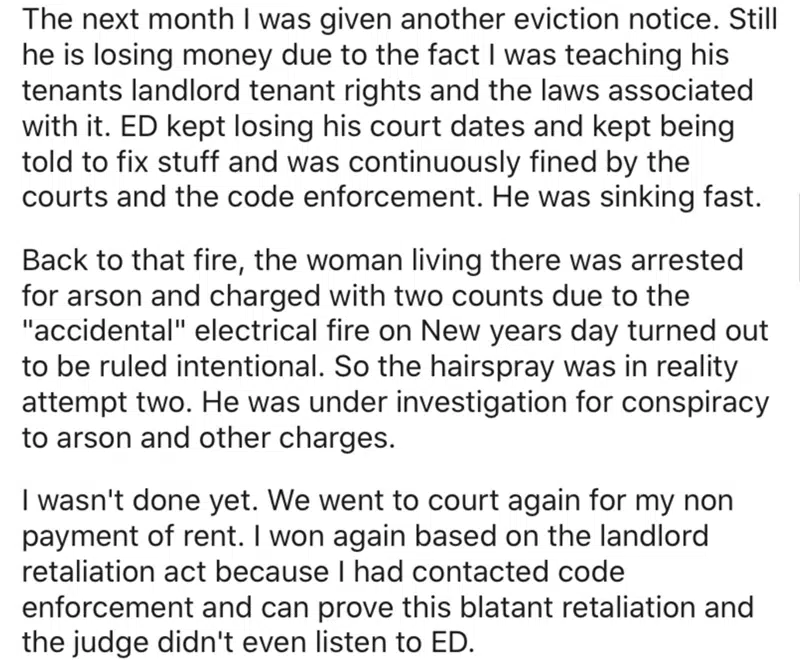 The next month I was given another eviction notice. Still
he is losing money due to the fact I was teaching his
tenants landlord tenant rights and the laws associated
with it. ED kept losing his court dates and kept being
told to fix stuff and was continuously fined by the
courts and the code enforcement. He was sinking fast.
Back to that fire, the woman living there was arrested
for arson and charged with two counts due to the
"accidental" electrical fire on New years day turned out
to be ruled intentional. So the hairspray was in reality
attempt two. He was under investigation for conspiracy
to arson and other charges.
I wasn't done yet. We went to court again for my non
payment of rent. I won again based on the landlord
retaliation act because I had contacted code
enforcement and can prove this blatant retaliation and
the judge didn't even listen to ED.